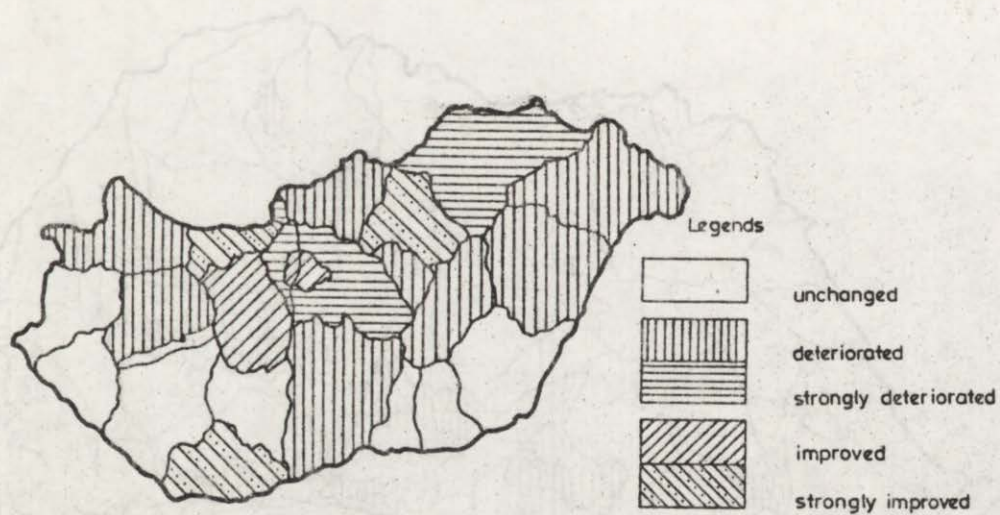 Legends
unchanged
deteriorated
strongly deteriorated
improved
strongly improved